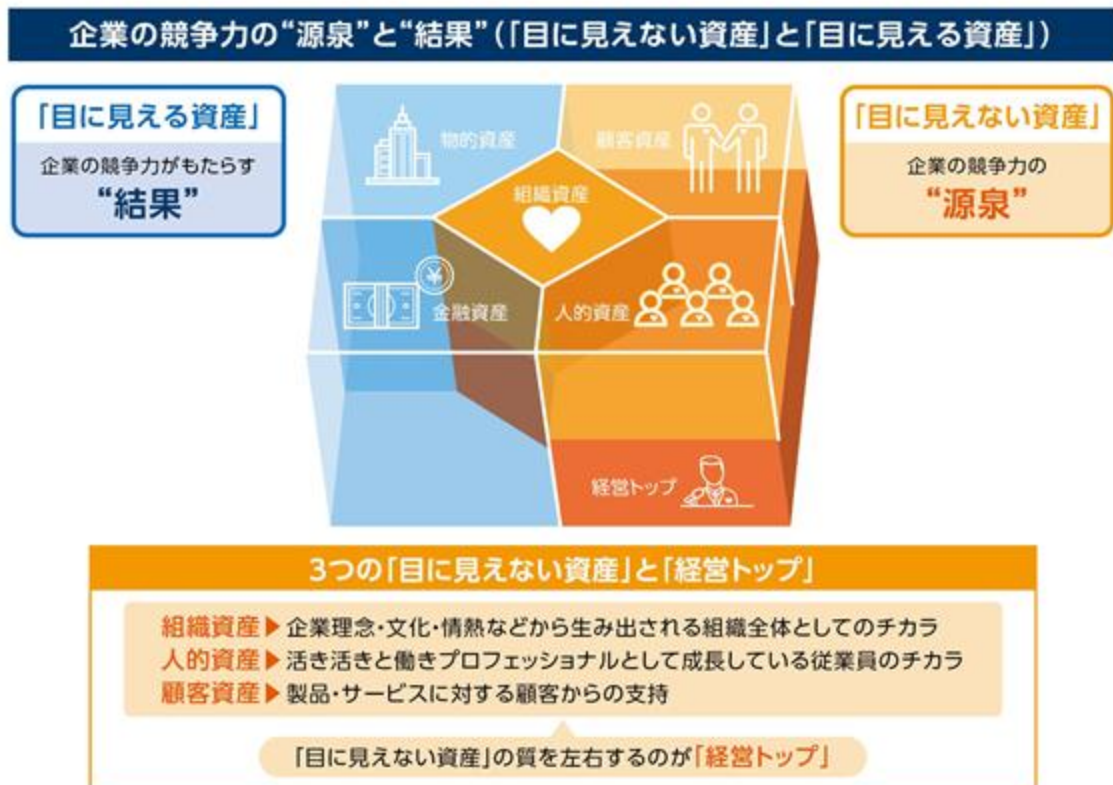 企業の競争力の“源泉”と“結果”(「目に見えない資産」と「目に見える資産」)
「目に見える資産」
企業の競争力がもたらす
“結果”
物的資産
顧客資産
組織資産
¥
金融資産
人的資産
経営トップ
「目に見えない資産」
企業の競争力の
“源泉”
3つの「目に見えない資産」と「経営トップ」
組織資産▶企業理念・文化・情熱などから生み出される組織全体としてのチカラ
人的資産▶活き活きと働きプロフェッショナルとして成長している従業員のチカラ
顧客資産▶製品・サービスに対する顧客からの支持
「目に見えない資産」の質を左右するのが「経営トップ」